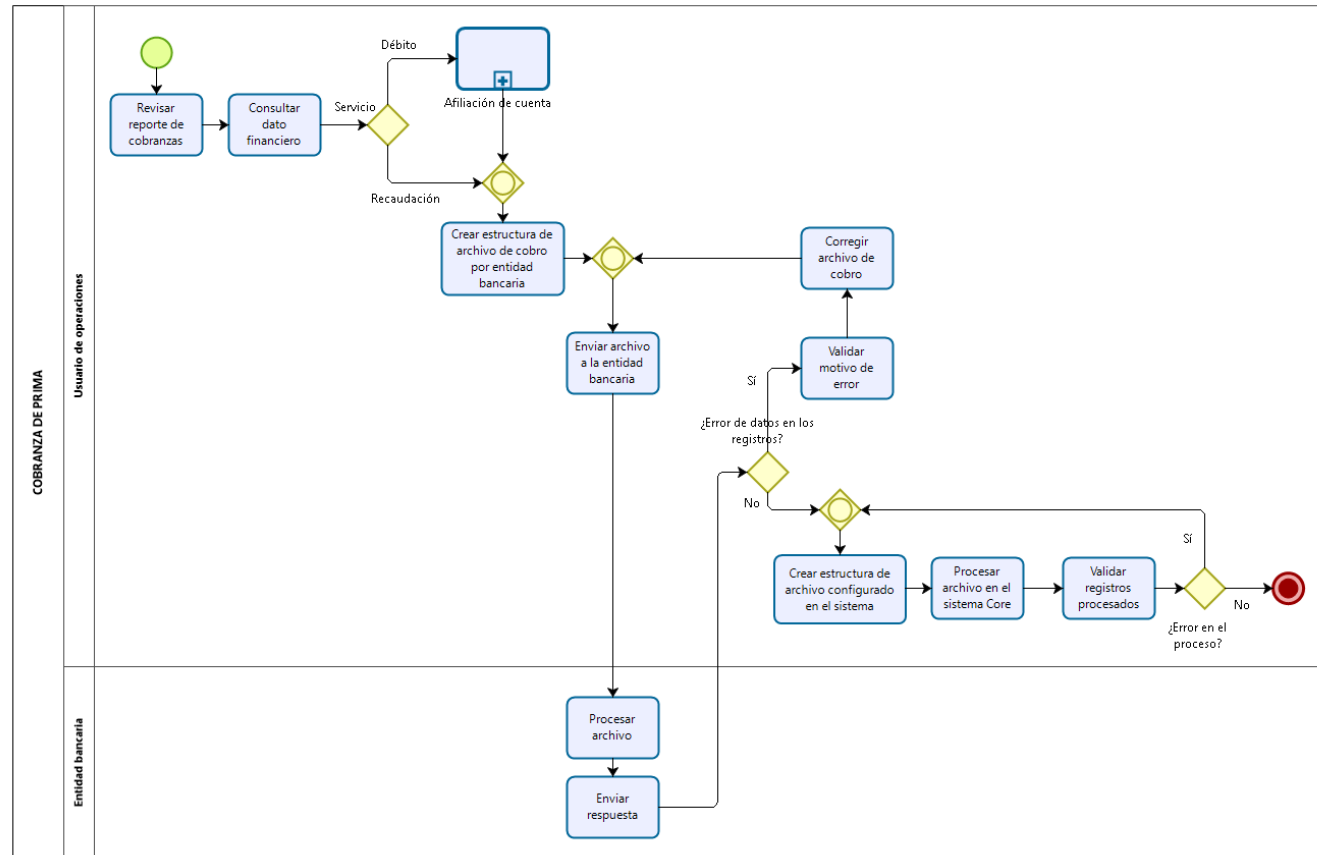 COBRANZA DE PRIMA
Usuario de operaciones
Revisar
reporte de
cobranzas
Consultar
dato
financiero
Servicio
Débito
Afiliación de cuenta
Recaudación
Crear estructura de
archivo de cobro
por entidad
bancaria
Enviar archivo
a la entidad
bancaria
Corregir
archivo de
cobro
Validar
motivo de
error
Sí
¿Error de datos en los
registros?
No
Crear estructura de
archivo configurado
en el sistema
Procesar
archivo en el
sistema Core
Validar
registros
procesados
Sí
No
¿Error en el
proceso?
Entidad bancaria
Procesar
archivo
Enviar
respuesta